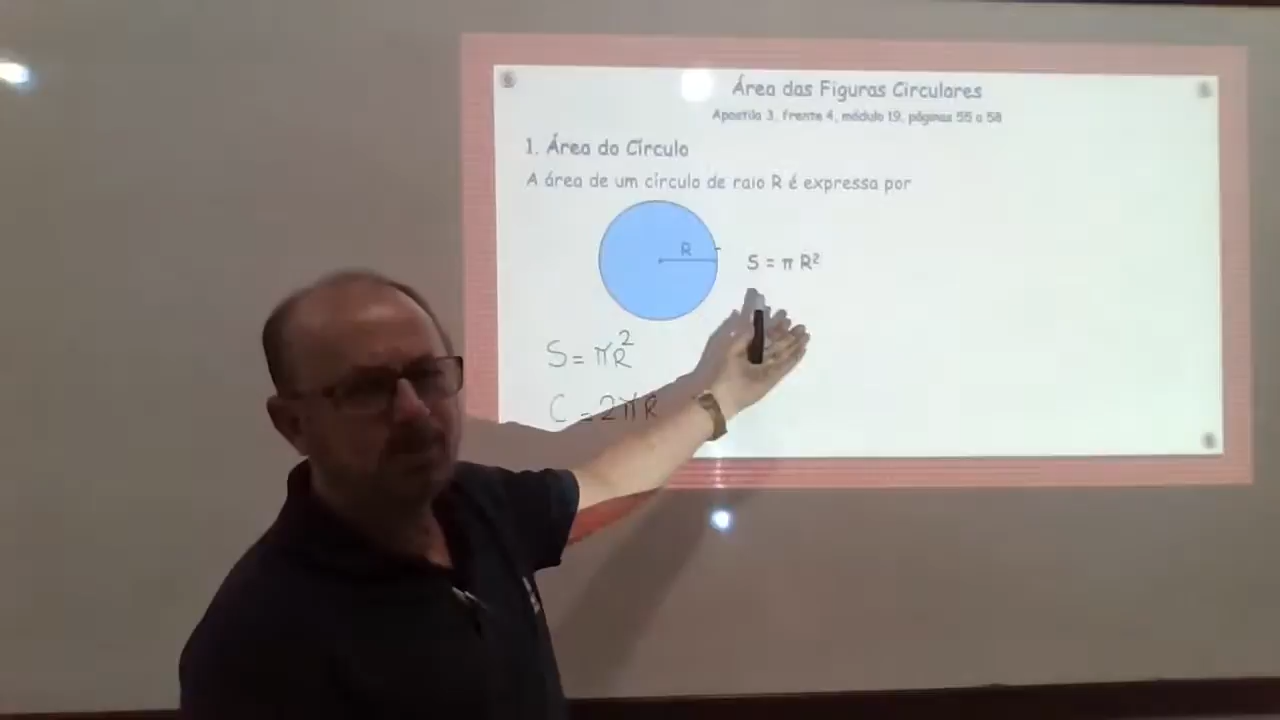 Área das Figuras Circulares
Apostila 3, frente 4, módulo 19, páginas 55 a 58
1. Área do Círculo
A área de um círculo de raio R é expressa por
R
S = π R²
S = πR²
C = 2πR